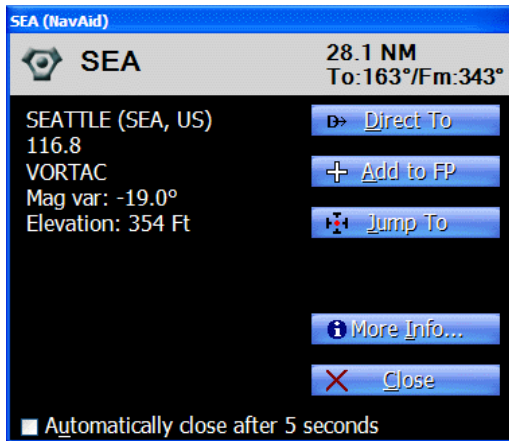 SEA (NavAid)
SEA
28.1 NM
To:163°/Fm:343°
SEATTLE (SEA, US)
116.8
VORTAC
Mag var: -19.0º
Elevation: 354 Ft
D Direct To
Add to FP
Jump To
More Info...
Close
Automatically close after 5 seconds